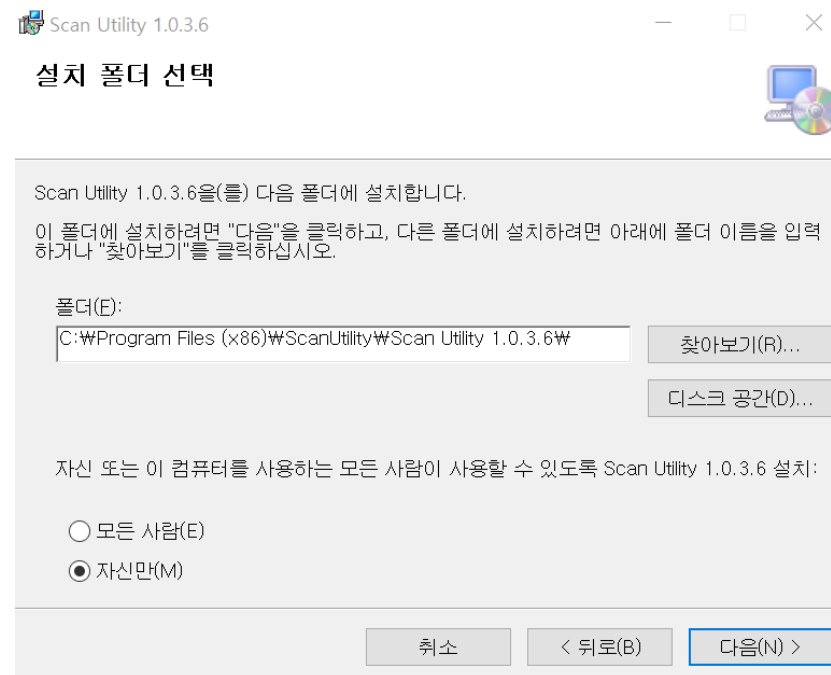 Scan Utility 1.0.3.6
설치 폴더 선택
Scan Utility 1.0.3.6을(를) 다음 폴더에 설치합니다.
이 폴더에 설치하려면 "다음"을 클릭하고, 다른 폴더에 설치하려면 아래에 폴더 이름을 입력
하거나 "찾아보기"를 클릭하십시오.
폴더(F):
C:₩Program Files (x86)₩ScanUtility₩Scan Utility 1.0.3.6₩
찾아보기(R)...
디스크 공간(D)...
자신 또는 이 컴퓨터를 사용하는 모든 사람이 사용할 수 있도록 Scan Utility 1.0.3.6 설치:
모든 사람(E)
자신만(M)
취소
< 뒤로(B)
다음(N) >